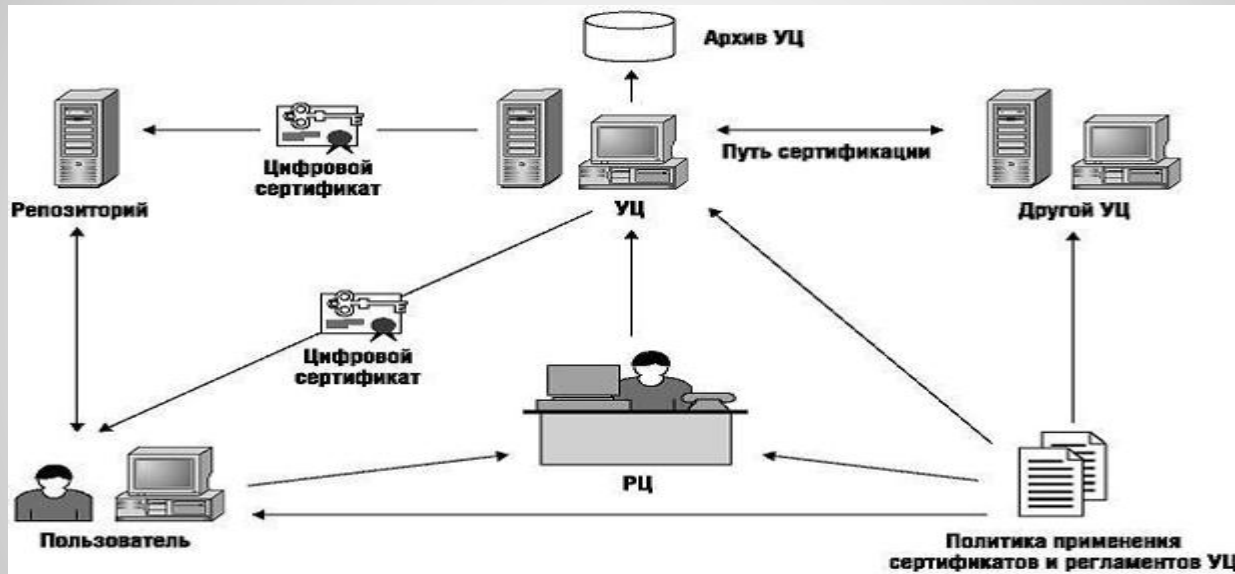 Архив УЦ
Цифровой
сертификат
Путь сертификации
Репозиторий
УЦ
Другой УЦ
Цифровой
сертификат
РЦ
Пользователь
Политика применения
сертификатов и регламентов УЦ